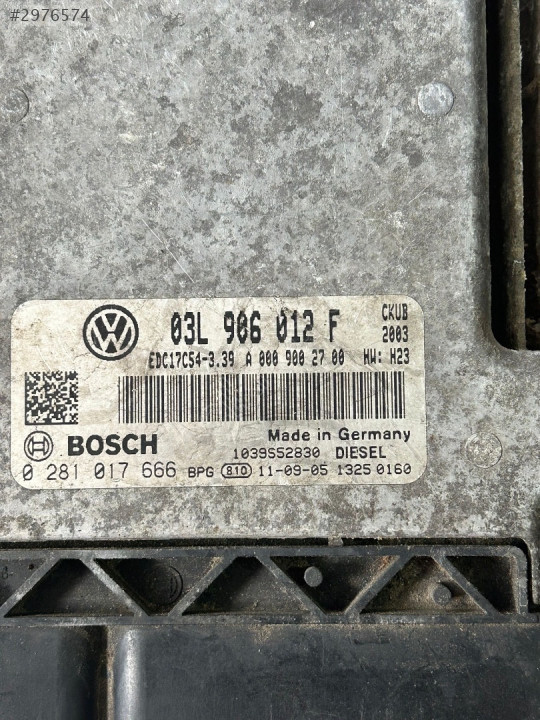 #2976574
03L 906 012 F CKUB
2003
EDC17C54-3.39 A 000 900 27 00 HW: H23
BOSCH Made in Germany
1039S52830 DIESEL
0 281 017 666 BPG 810 11-09-05 1325 0160